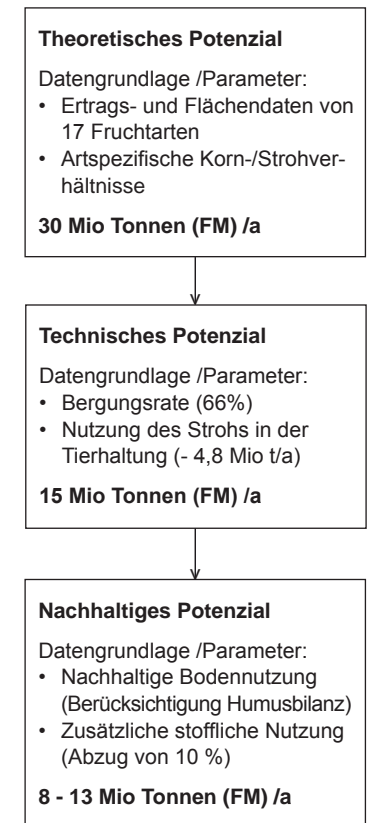 Theoretisches Potenzial
Datengrundlage /Parameter:
• Ertrags- und Flächendaten von
17 Fruchtarten
• Artspezifische Korn-/Strohver-
hältnisse
30 Mio Tonnen (FM) /a
Technisches Potenzial
Datengrundlage /Parameter:
• Bergungsrate (66%)
• Nutzung des Strohs in der
Tierhaltung (- 4,8 Mio t/a)
15 Mio Tonnen (FM) /a
Nachhaltiges Potenzial
Datengrundlage /Parameter:
• Nachhaltige Bodennutzung
(Berücksichtigung Humusbilanz)
• Zusätzliche stoffliche Nutzung
(Abzug von 10 %)
8 - 13 Mio Tonnen (FM) /a